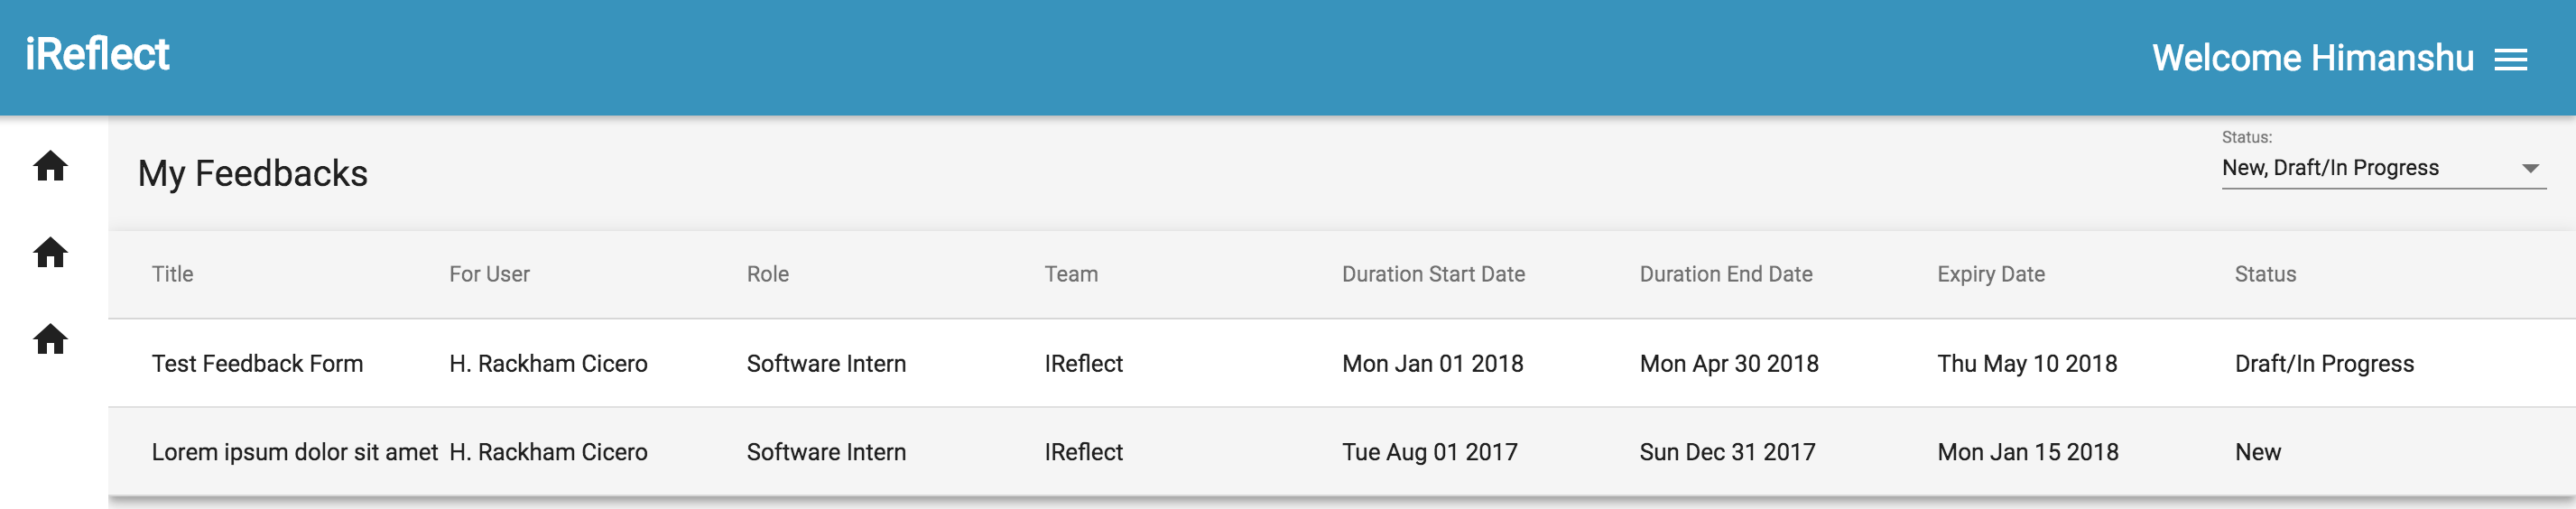 iReflect
Welcome Himanshu
My Feedbacks
Status:
New, Draft/In Progress
Title For User Role Team Duration Start Date Duration End Date Expiry Date Status
Test Feedback Form H. Rackham Cicero Software Intern IReflect Mon Jan 01 2018 Mon Apr 30 2018 Thu May 10 2018 Draft/In Progress
Lorem ipsum dolor sit amet H. Rackham Cicero Software Intern IReflect Tue Aug 01 2017 Sun Dec 31 2017 Mon Jan 15 2018 New